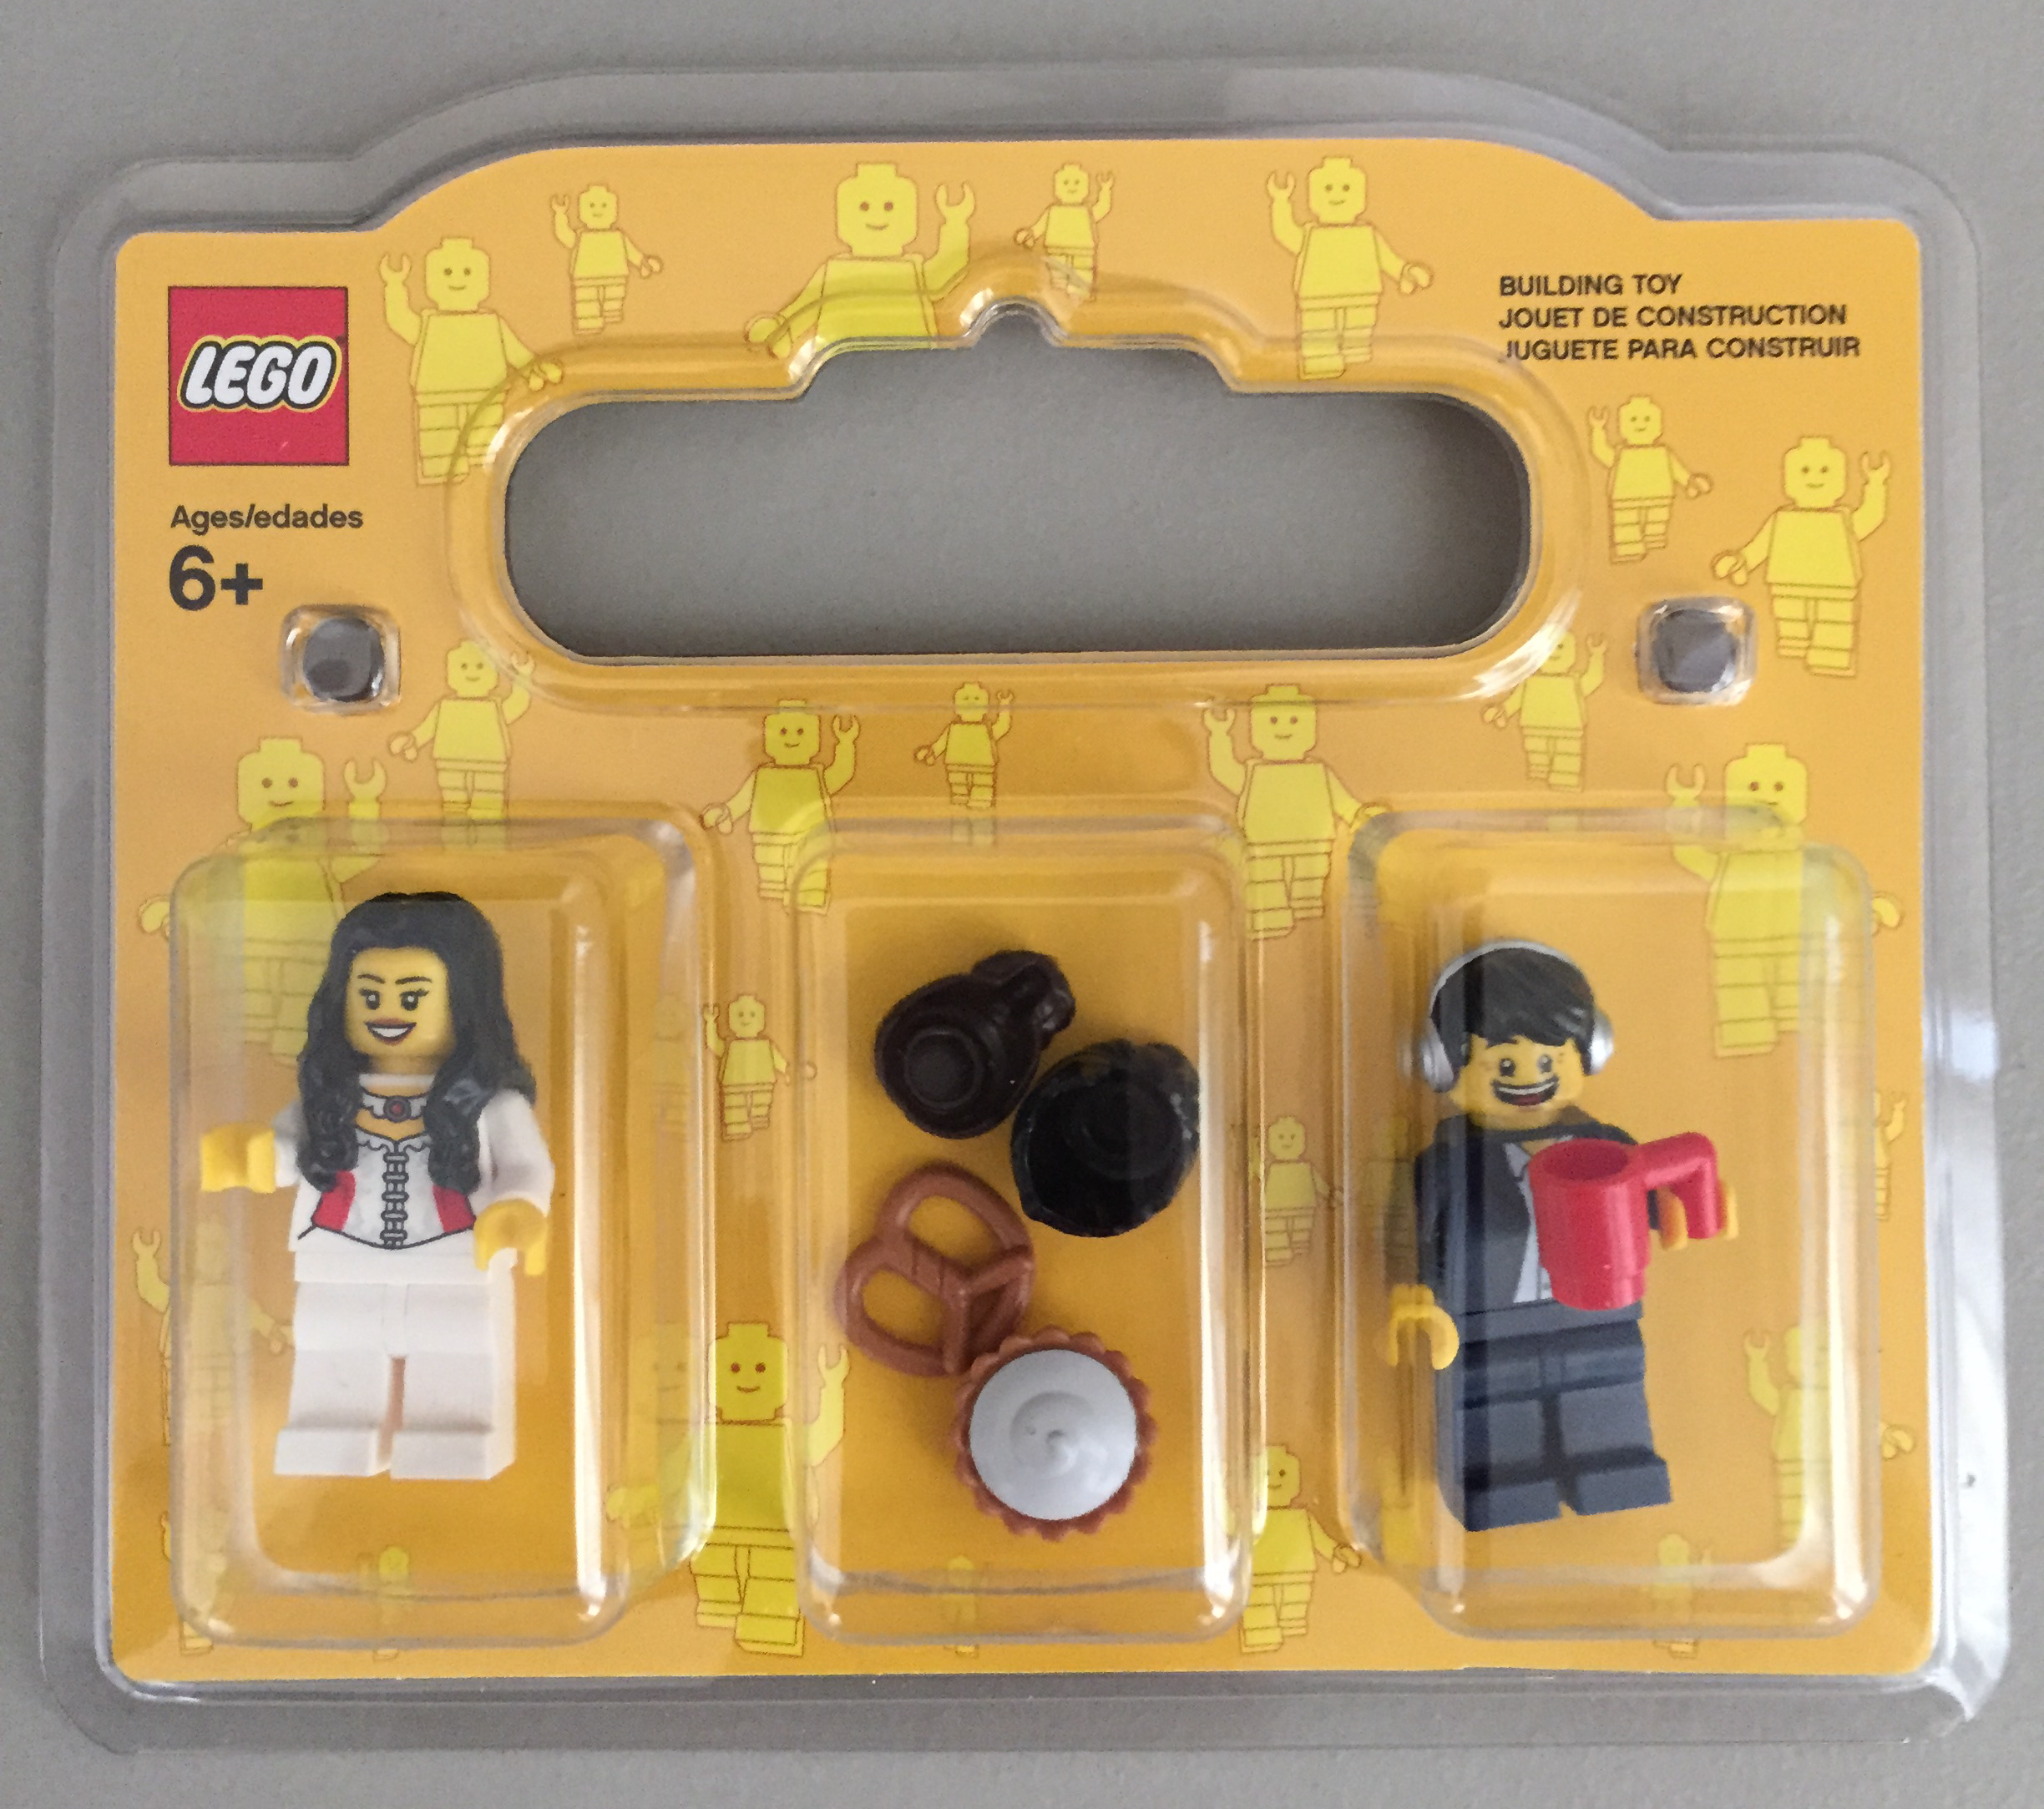 LEGO
Ages/edades
6+
BUILDING TOY
JOUET DE CONSTRUCTION
JUGUETE PARA CONSTRUIR